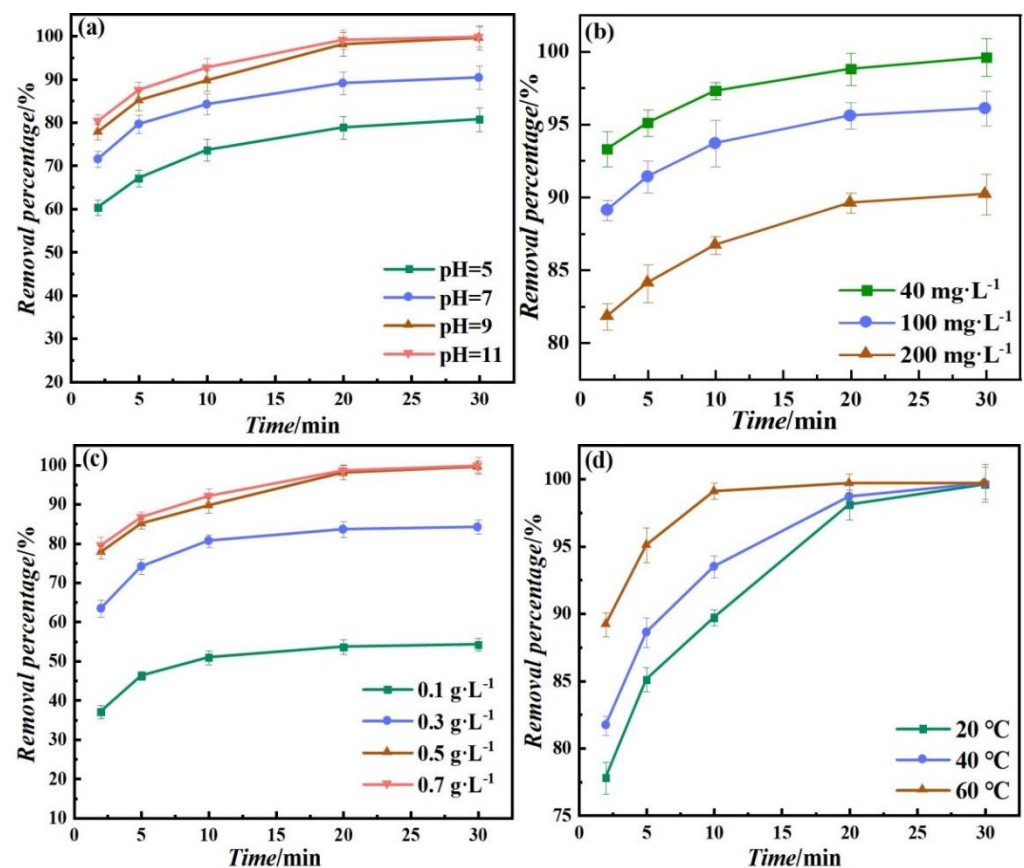 (a)
Removal percentage/%
100
90
80
70
60
50
40
30
20
0 5 10 15 20 25 30
Time/min
pH=5
pH=7
pH=9
pH=11
(b)
Removal percentage/%
100
95
90
85
80
0 5 10 15 20 25 30
Time/min
40 mg·L⁻¹
100 mg·L⁻¹
200 mg·L⁻¹
(c)
Removal percentage/%
100
90
80
70
60
50
40
30
20
10
0 5 10 15 20 25 30
Time/min
0.1 g·L⁻¹
0.3 g·L⁻¹
0.5 g·L⁻¹
0.7 g·L⁻¹
(d)
Removal percentage/%
100
95
90
85
80
75
0 5 10 15 20 25 30
Time/min
20 °C
40 °C
60 °C